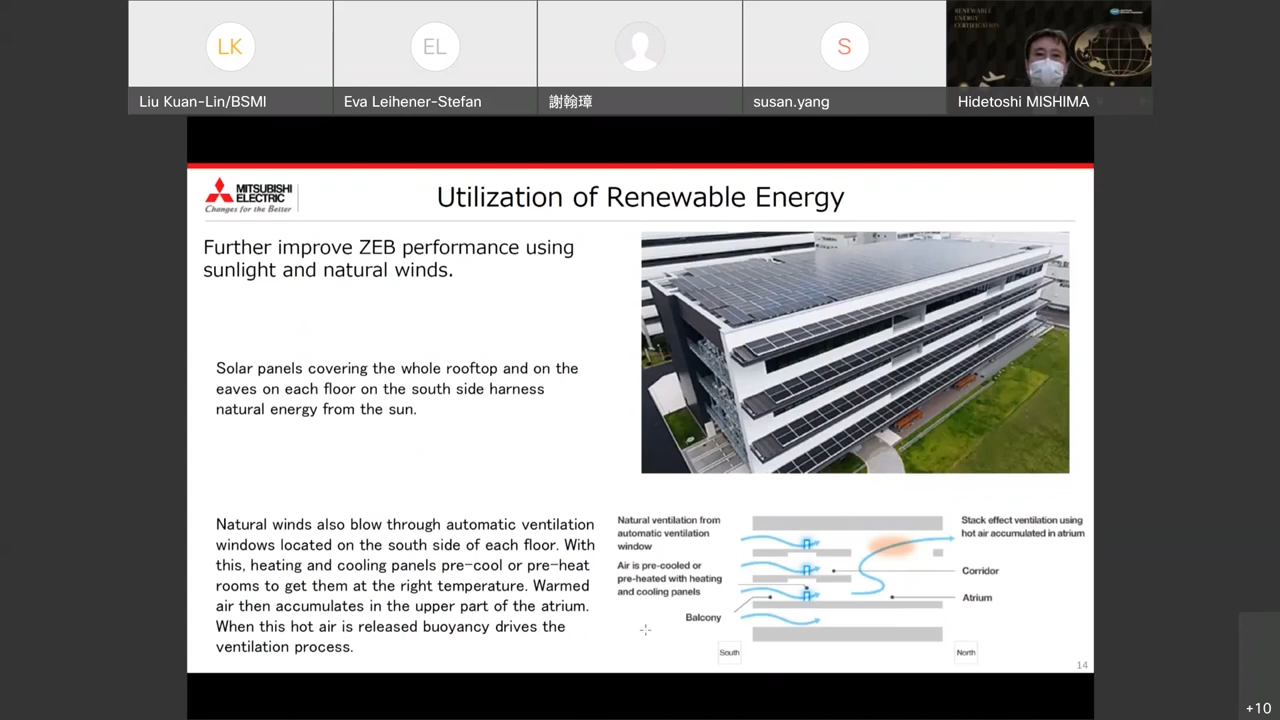 LK
EL
S
RENEWABLE
ENERGY
CERTIFICATION
Liu Kuan-Lin/BSMI
Eva Leihener-Stefan
謝翰璋
susan.yang
Hidetoshi MISHIMA
MITSUBISHI
ELECTRIC
Changes for the Better
Utilization of Renewable Energy
Further improve ZEB performance using
sunlight and natural winds.
Solar panels covering the whole rooftop and on the
eaves on each floor on the south side harness
natural energy from the sun.
Natural winds also blow through automatic ventilation
windows located on the south side of each floor. With
this, heating and cooling panels pre-cool or pre-heat
rooms to get them at the right temperature. Warmed
air then accumulates in the upper part of the atrium.
When this hot air is released buoyancy drives the
ventilation process.
Natural ventilation from
automatic ventilation
window
Air is pre-cooled or
pre-heated with heating
and cooling panels
Balcony
Stack effect ventilation using
hot air accumulated in atrium
Corridor
Atrium
South
North
14
+10